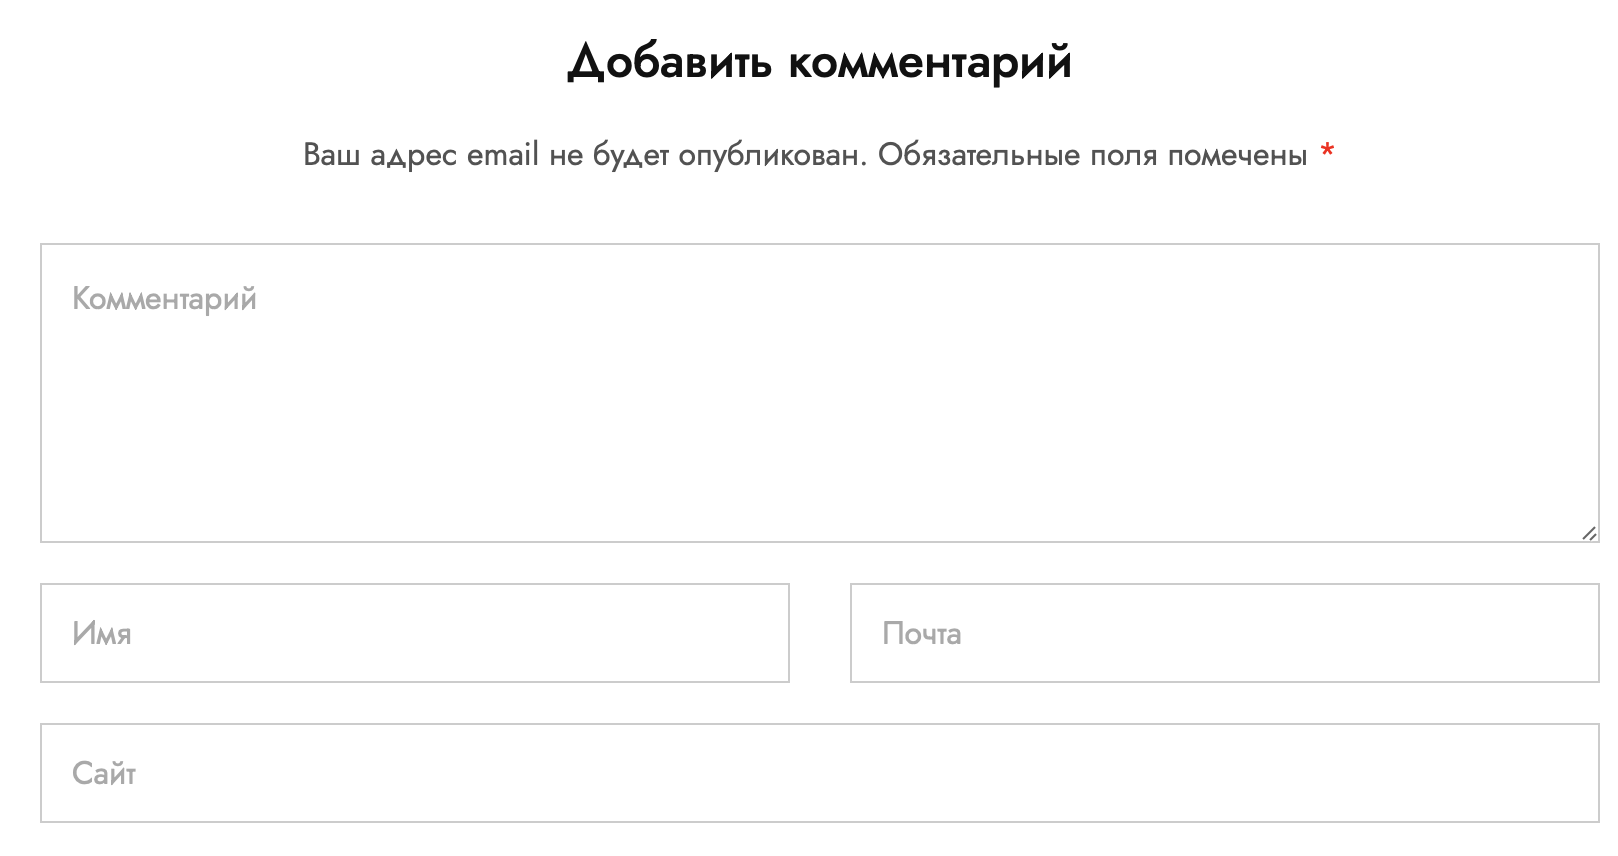 Добавить комментарий
Ваш адрес email не будет опубликован. Обязательные поля помечены *
Комментарий
Имя
Почта
Сайт